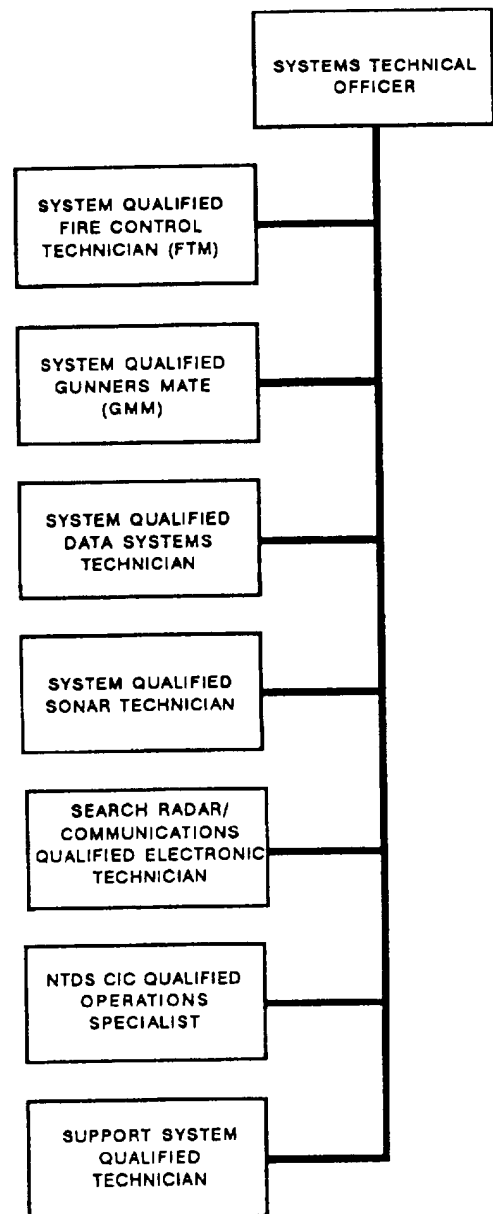 SYSTEMS TECHNICAL
OFFICER
SYSTEM QUALIFIED
FIRE CONTROL
TECHNICIAN (FTM)
SYSTEM QUALIFIED
GUNNERS MATE
(GMM)
SYSTEM QUALIFIED
DATA SYSTEMS
TECHNICIAN
SYSTEM QUALIFIED
SONAR TECHNICIAN
SEARCH RADAR/
COMMUNICATIONS
QUALIFIED ELECTRONIC
TECHNICIAN
NTDS CIC QUALIFIED
OPERATIONS
SPECIALIST
SUPPORT SYSTEM
QUALIFIED
TECHNICIAN